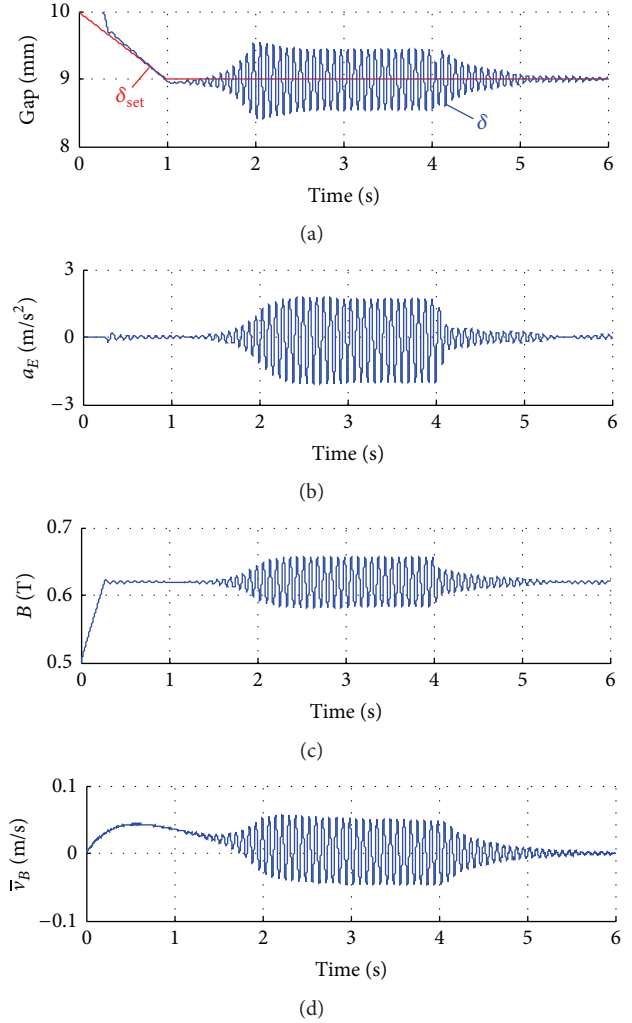 10
9
8
Gap (mm)
δset
δ
0 1 2 3 4 5 6
Time (s)
(a)
3
0
−3
aE (m/s²)
0 1 2 3 4 5 6
Time (s)
(b)
0.7
0.6
0.5
B (T)
0 1 2 3 4 5 6
Time (s)
(c)
0.1
0
−0.1
v̅B (m/s)
0 1 2 3 4 5 6
Time (s)
(d)